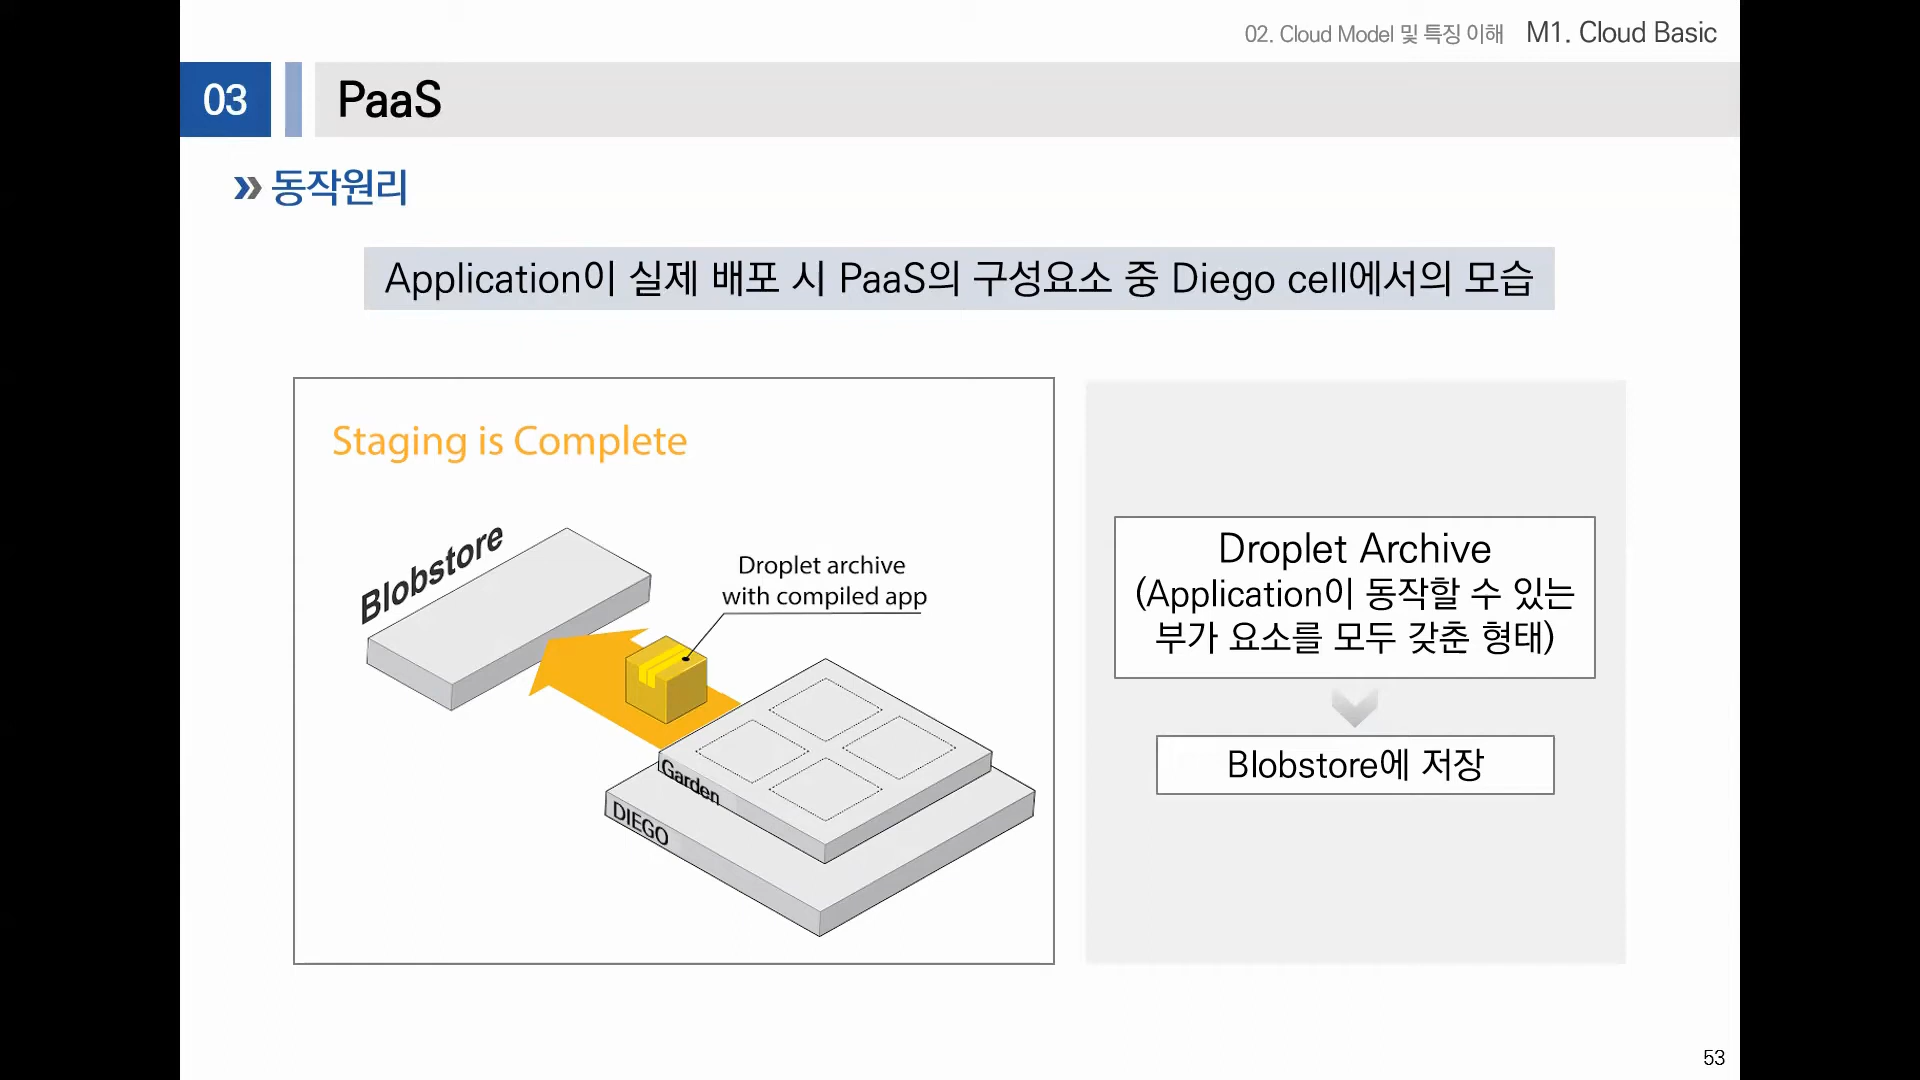 02. Cloud Model 및 특징 이해 M1. Cloud Basic
03 PaaS
동작원리
Application이 실제 배포 시 PaaS의 구성요소 중 Diego cell에서의 모습
Staging is Complete
Blobstore
Droplet archive
with compiled app
Garden
DIEGO
Droplet Archive
(Application이 동작할 수 있는
부가 요소를 모두 갖춘 형태)
Blobstore에 저장
53